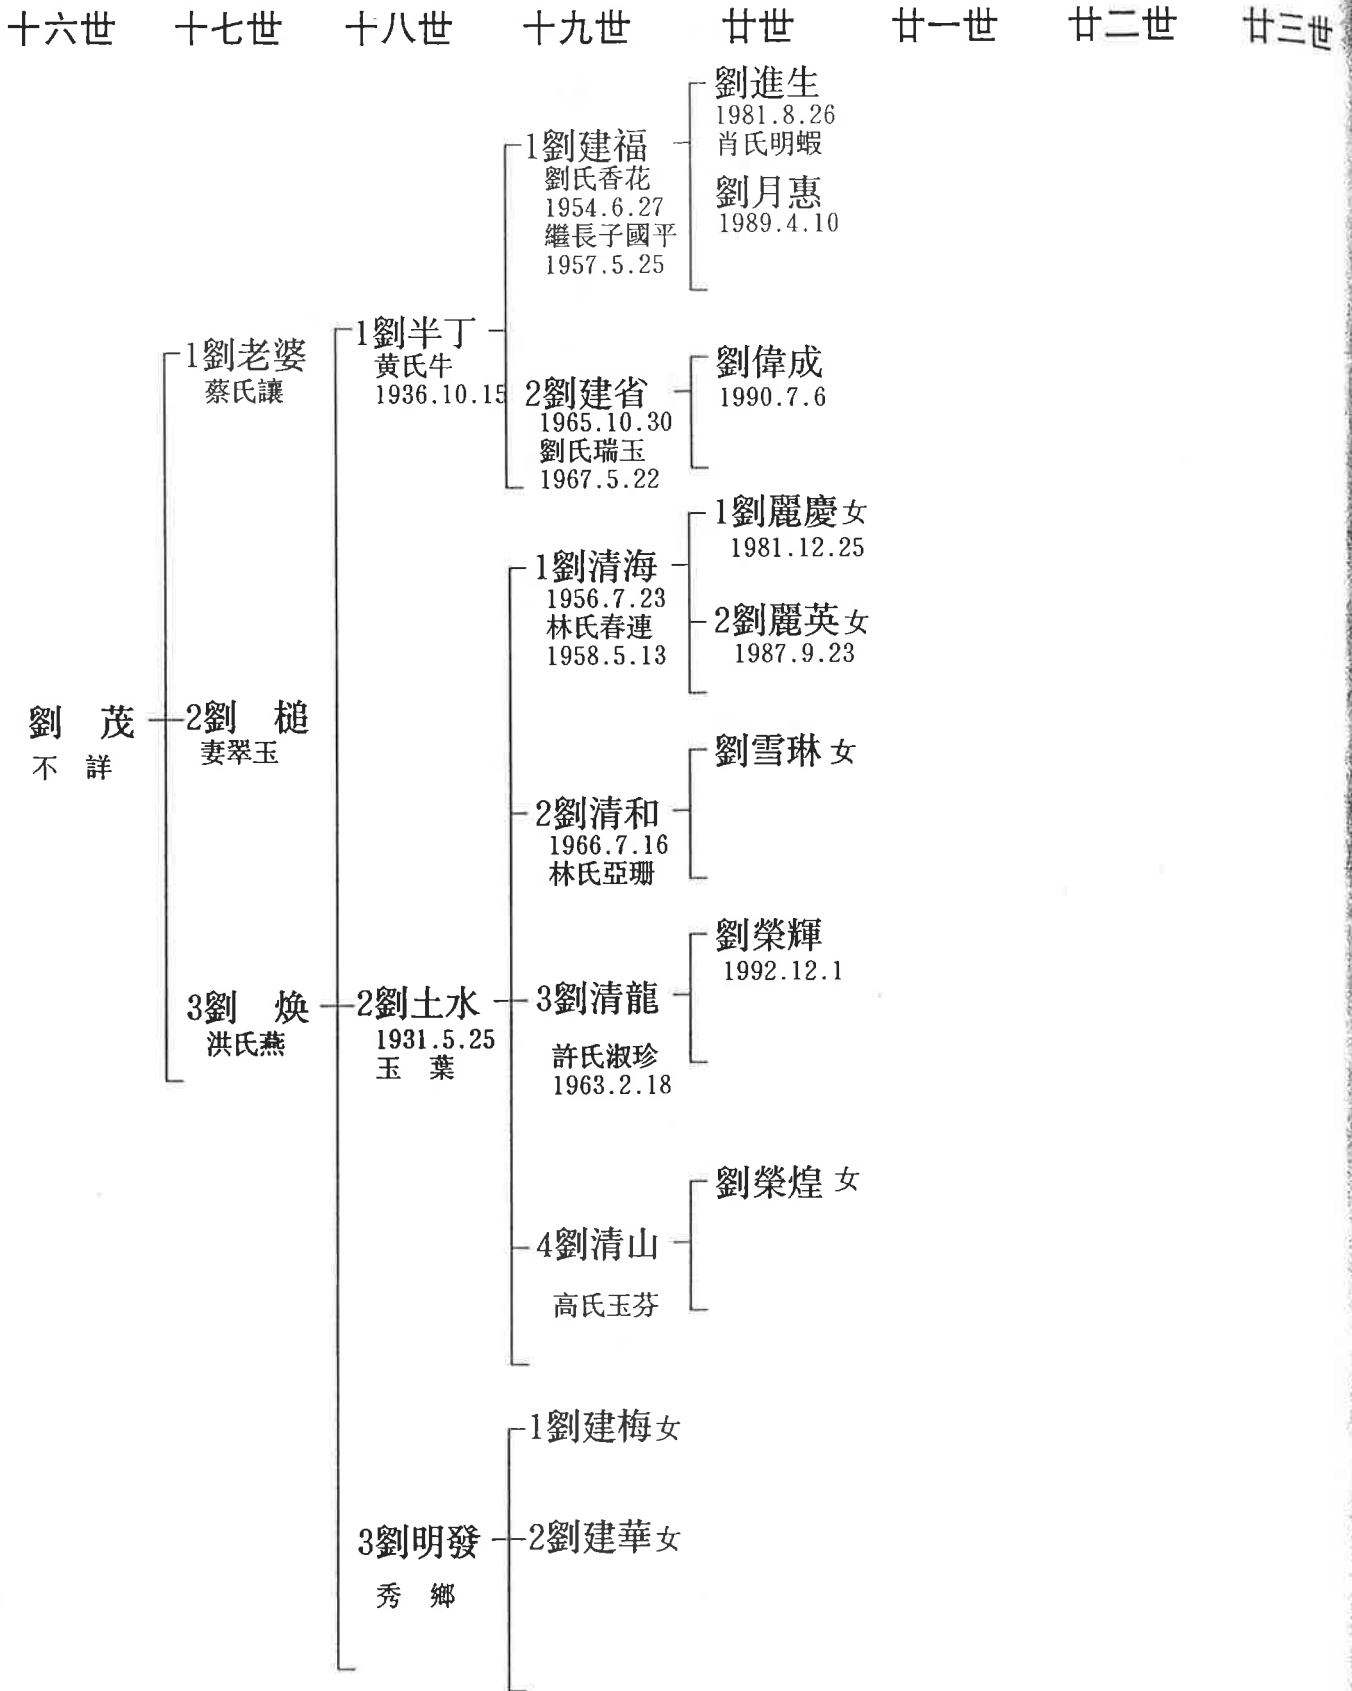 十六世 十七世 十八世 十九世 廿世 廿一世 廿二世 廿三世
劉進生
1981.8.26
肖氏明蝦
1劉建福
劉氏香花
1954.6.27
繼長子國平
1957.5.25
劉月惠
1989.4.10
1劉老婆
蔡氏讓
1劉半丁
黄氏牛
1936.10.15
2劉建省
1965.10.30
劉氏瑞玉
1967.5.22
劉偉成
1990.7.6
1劉清海
1956.7.23
林氏春連
1958.5.13
1劉麗慶女
1981.12.25
2劉麗英女
1987.9.23
劉 茂
不 詳
2劉 槌
妻翠玉
2劉清和
1966.7.16
林氏亞珊
劉雪琳女
3劉 焕
洪氏燕
2劉土水
1931.5.25
玉 葉
3劉清龍
許氏淑珍
1963.2.18
劉榮輝
1992.12.1
4劉清山
高氏玉芬
劉榮煌女
3劉明發
秀 鄉
1劉建梅女
2劉建華女